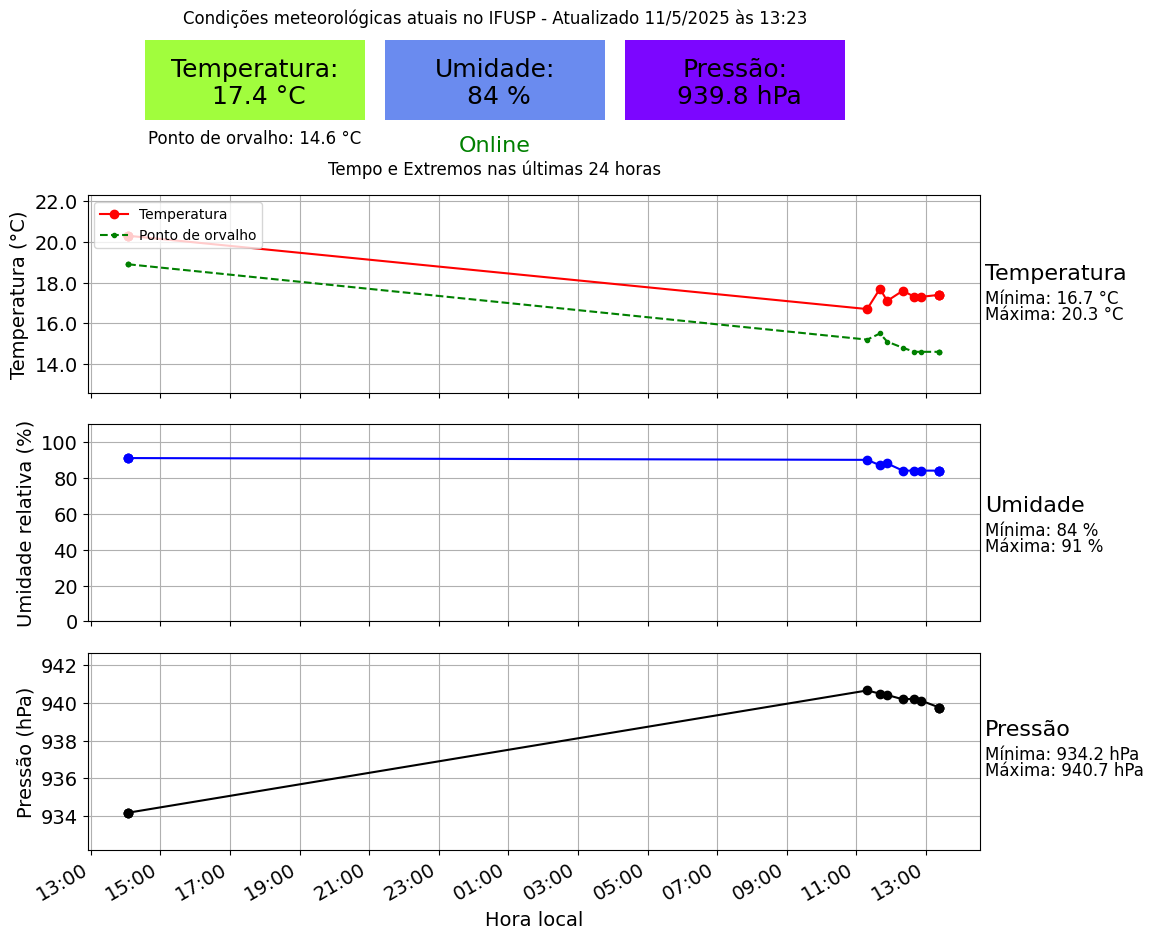 Condições meteorológicas atuais no IFUSP - Atualizado 11/5/2025 às 13:23
Temperatura:
17.4 °C
Umidade:
84 %
Pressão:
939.8 hPa
Ponto de orvalho: 14.6 °C
Online
Tempo e Extremos nas últimas 24 horas
Temperatura (°C)
22.0
20.0
18.0
16.0
14.0
Temperatura
Ponto de orvalho
Temperatura
Mínima: 16.7 °C
Máxima: 20.3 °C
Umidade relativa (%)
100
80
60
40
20
0
Umidade
Mínima: 84 %
Máxima: 91 %
Pressão (hPa)
942
940
938
936
934
Pressão
Mínima: 934.2 hPa
Máxima: 940.7 hPa
13:00 15:00 17:00 19:00 21:00 23:00 01:00 03:00 05:00 07:00 09:00 11:00 13:00
Hora local